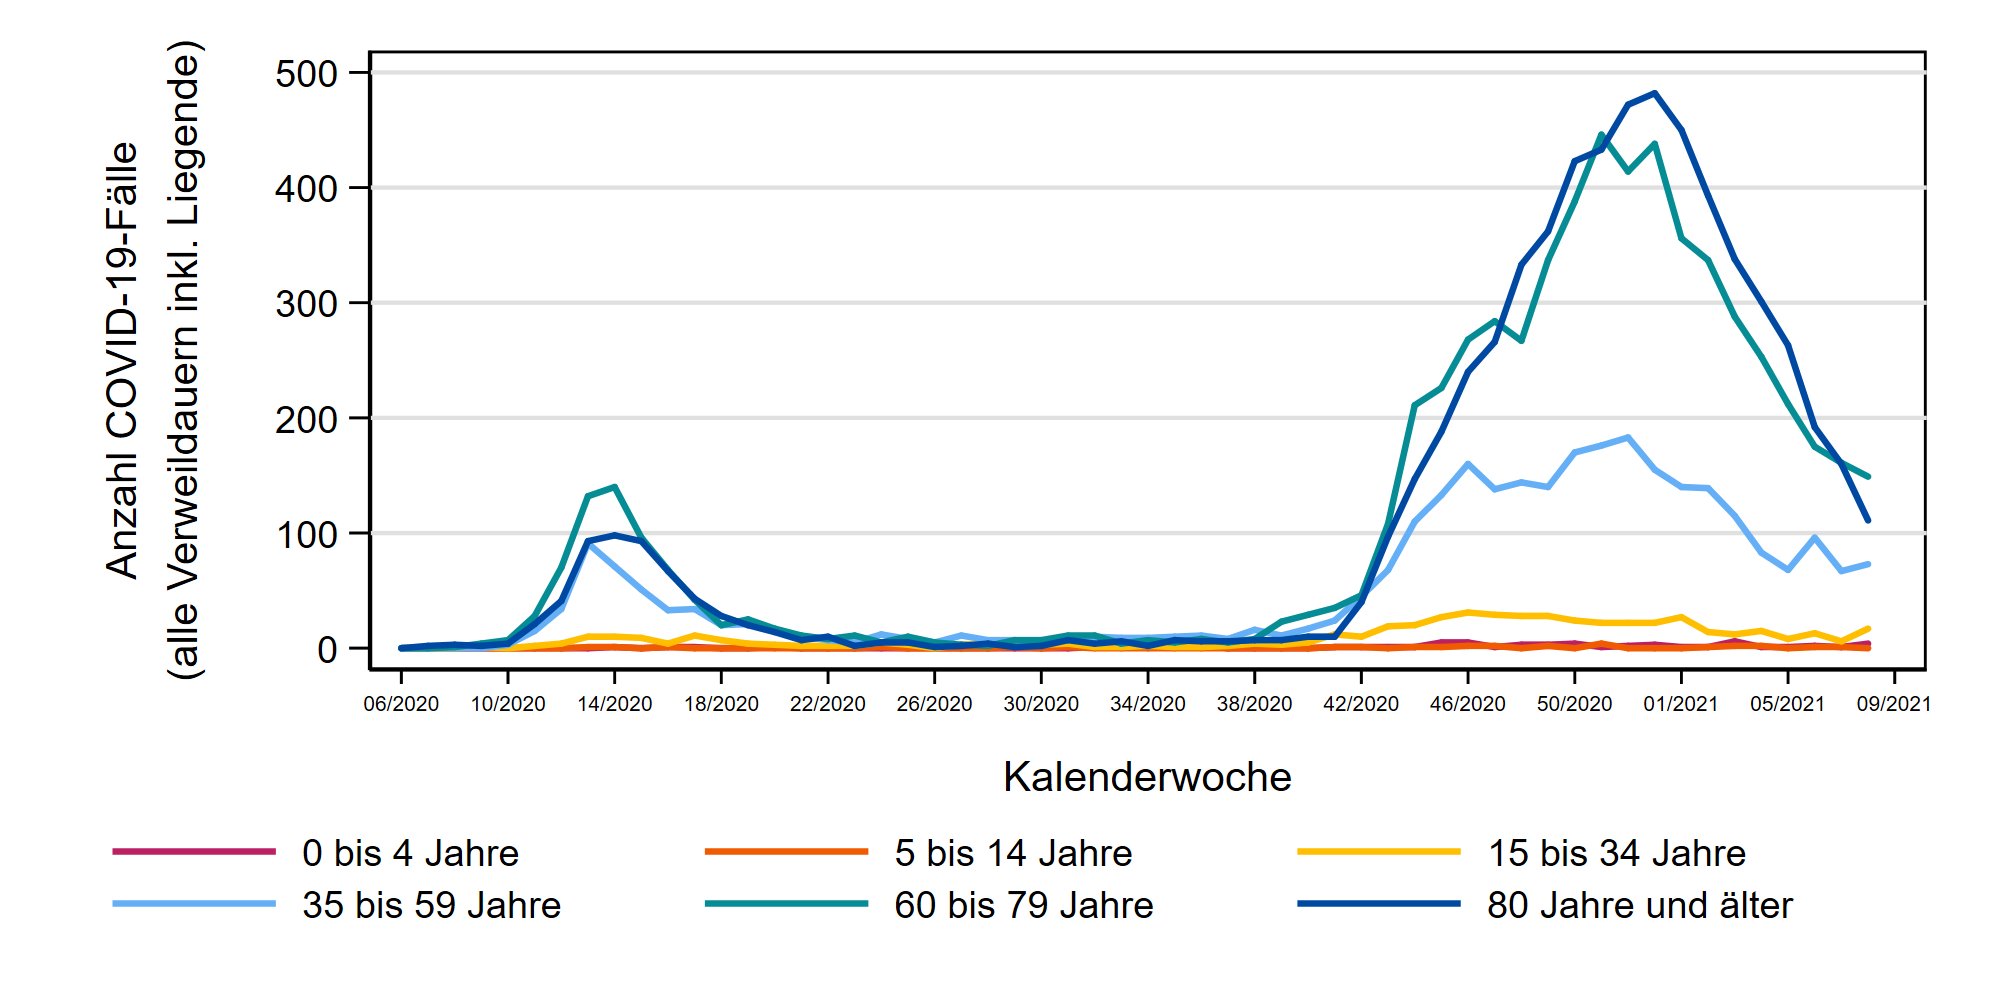 Anzahl COVID-19-Fälle
(alle Verweildauern inkl. Liegende)
500
400
300
200
100
0
06/2020 10/2020 14/2020 18/2020 22/2020 26/2020 30/2020 34/2020 38/2020 42/2020 46/2020 50/2020 01/2021 05/2021 09/2021
Kalenderwoche
0 bis 4 Jahre 5 bis 14 Jahre 15 bis 34 Jahre
35 bis 59 Jahre 60 bis 79 Jahre 80 Jahre und älter